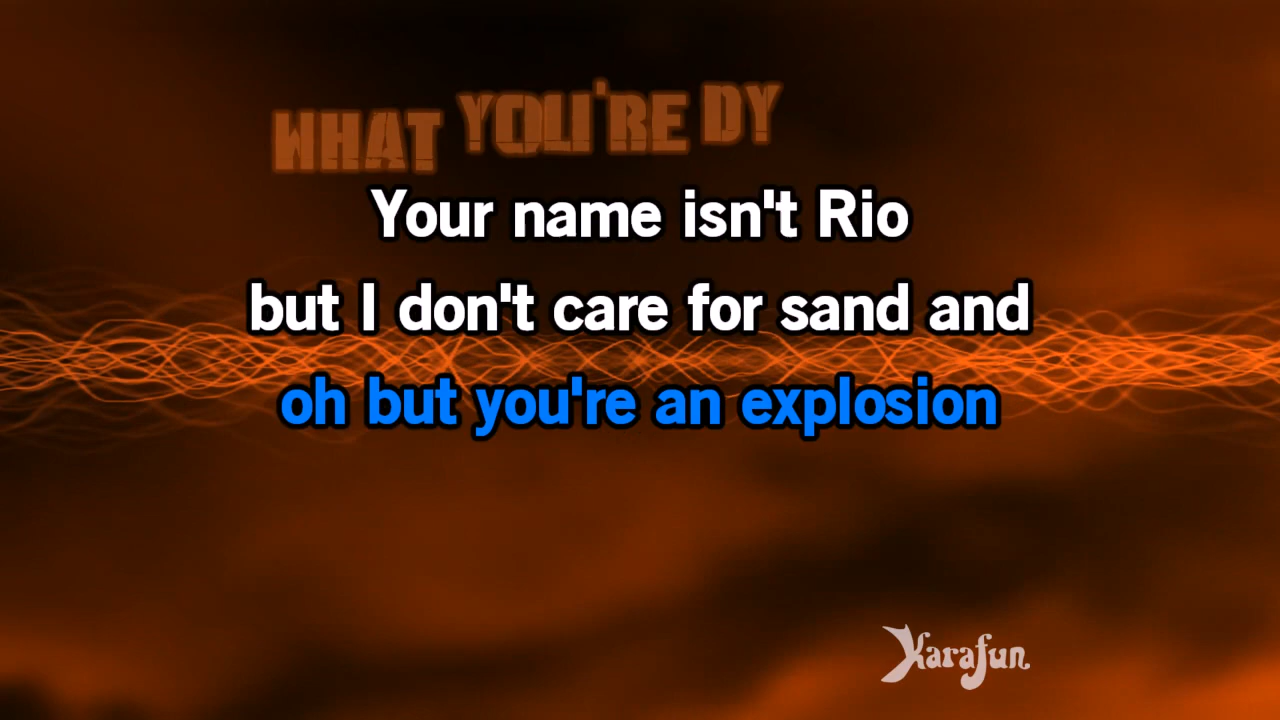 WHAT YOU'RE DY
Your name isn't Rio
but I don't care for sand and
oh but you're an explosion
Karafun